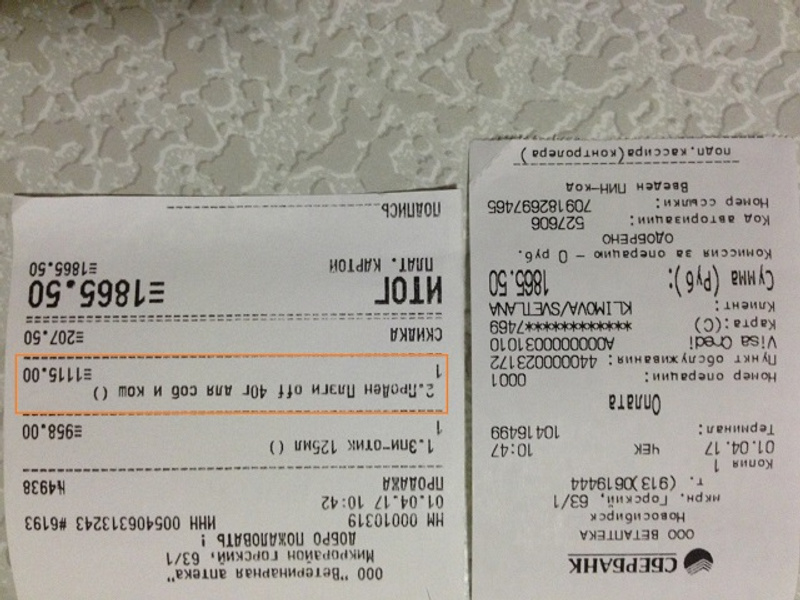 ООО "Ветеринарная аптека"
Микрорайон Горский, 63/1
ДОБРО ПОЖАЛОВАТЬ !
НМ 00010319 ИНН 005406313243 #6193
01.04.17 10:42
ПРОДАЖА N4938
1.Эпи-отик 125мл ()
1 ≡958.00
2.ПроДен Плэги off 40г для соб и кош ()
1 ≡1115.00
СКИДКА ≡207.50
ИТОГ ≡1865.50
ПЛАТ. КАРТОЙ ≡1865.50
ПОДПИСЬ
СБЕРБАНК
ООО ВЕТАПТЕКА
Новосибирск
мкрн. Горский, 63/1
т. (913)0619444
Копия 1
01.04.17 ЧЕК 10:47
Терминал: 10416499
Оплата
Номер операции: 0001
Пункт обслуживания: 440000023172
Visa Credi A0000000031010
Карта:(C) ************7469
Клиент: KLIMOVA/SVETLANA
Сумма (Руб): 1865.50
Комиссия за операцию - 0 руб.
ОДОБРЕНО
Код авторизации: 527606
Номер ссылки: 709182697465
Введен ПИН-код
подп.кассира(контролера)